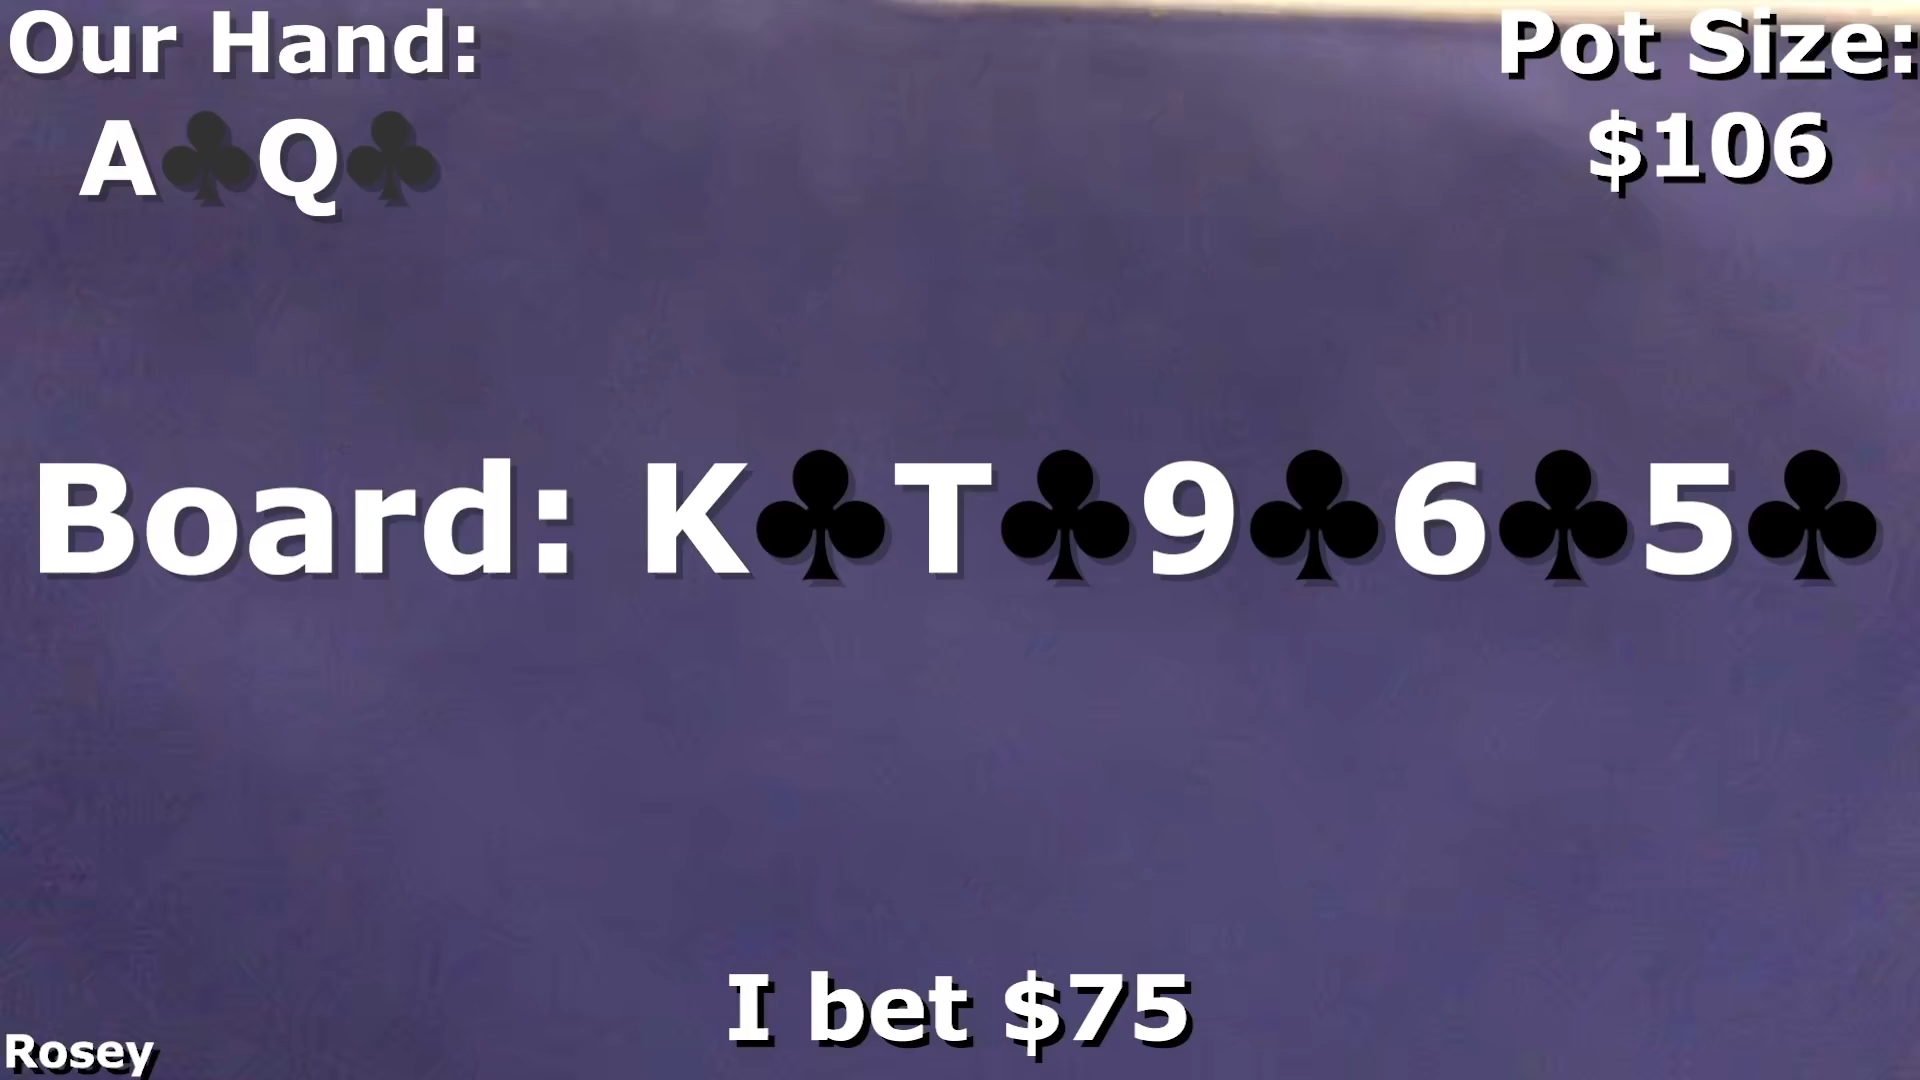 Our Hand:
A♣Q♣
Pot Size:
$106
Board: K♣T♣9♣6♣5♣
I bet $75
Rosey